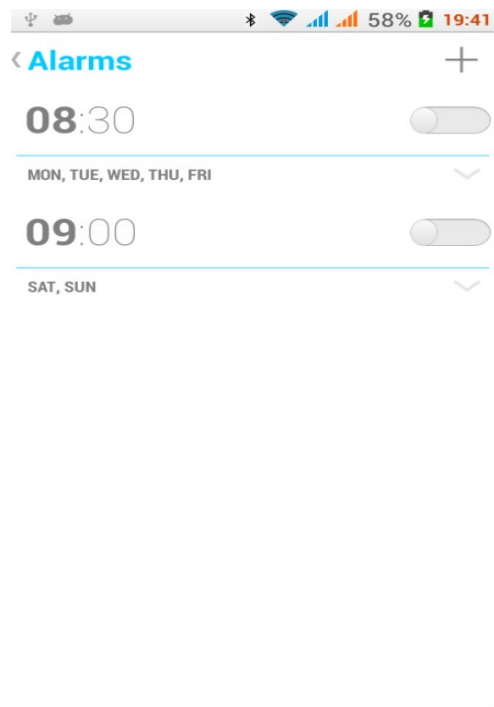 58% 19:41
Alarms
08:30
MON, TUE, WED, THU, FRI
09:00
SAT, SUN